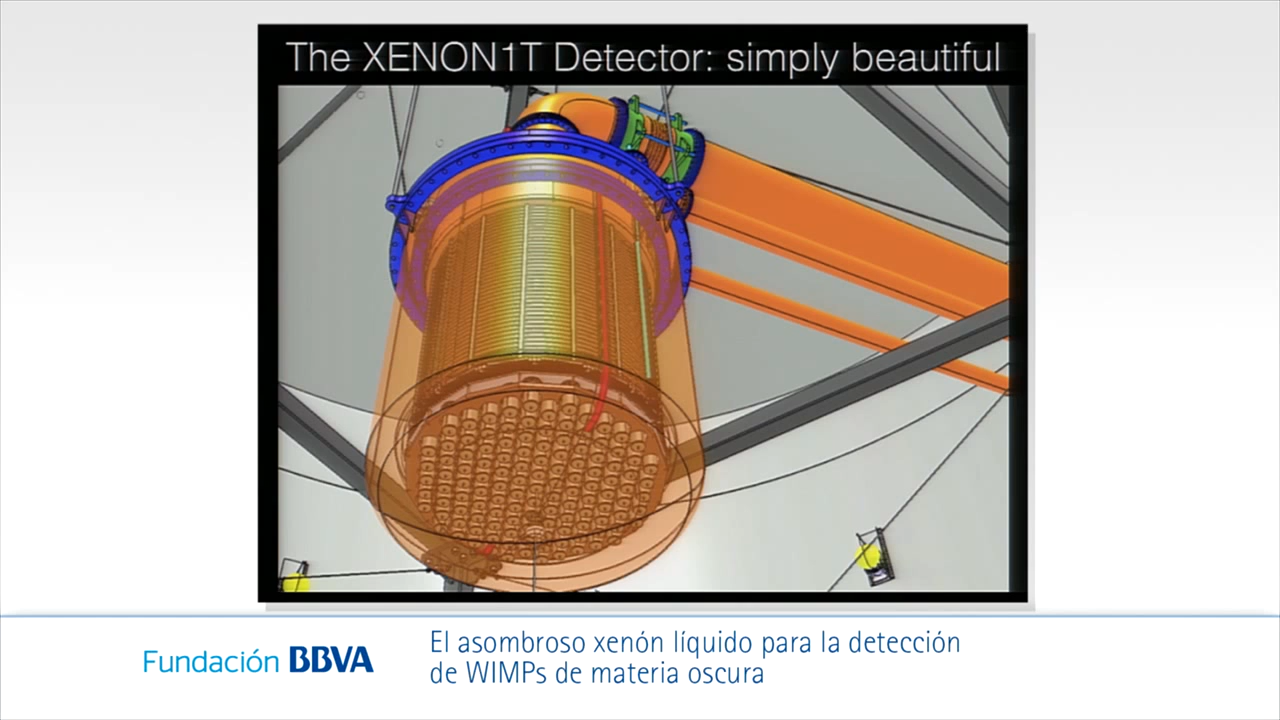 The XENON1T Detector: simply beautiful
El asombroso xenón líquido para la detección
de WIMPs de materia oscura
Fundación BBVA